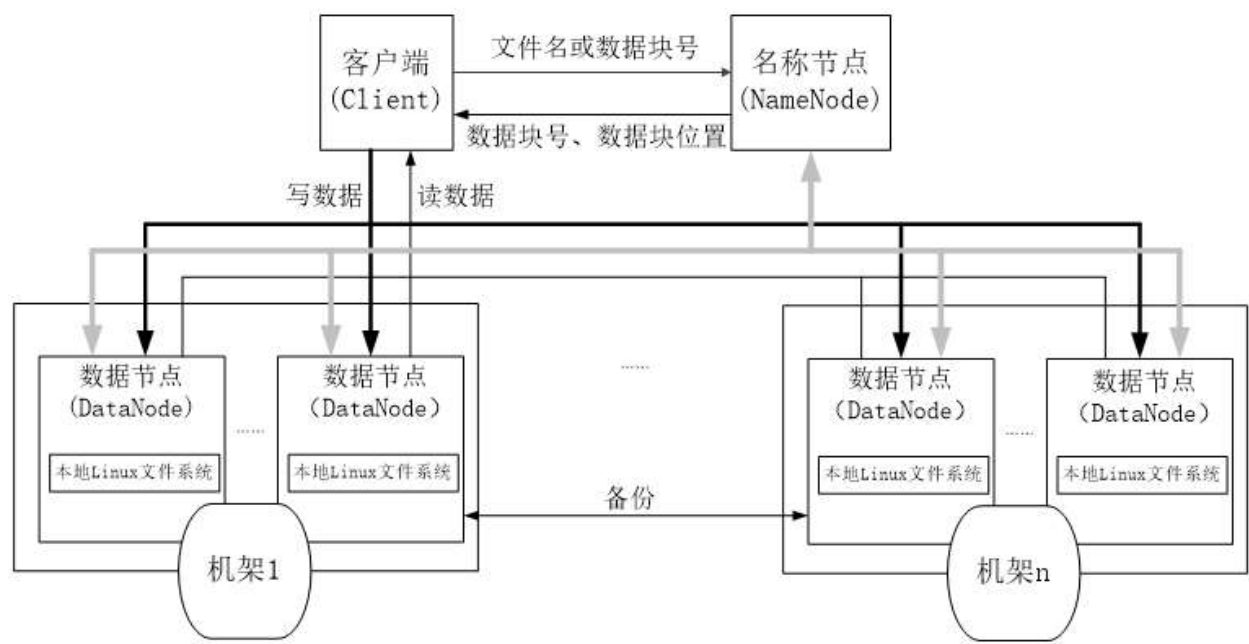 客户端
(Client)
文件名或数据块号
名称节点
(NameNode)
数据块号、数据块位置
写数据
读数据
数据节点
(DataNode)
本地Linux文件系统
……
数据节点
（DataNode）
本地Linux文件系统
……
数据节点
（DataNode）
本地Linux文件系统
……
数据节点
（DataNode）
本地Linux文件系统
备份
机架1
机架n